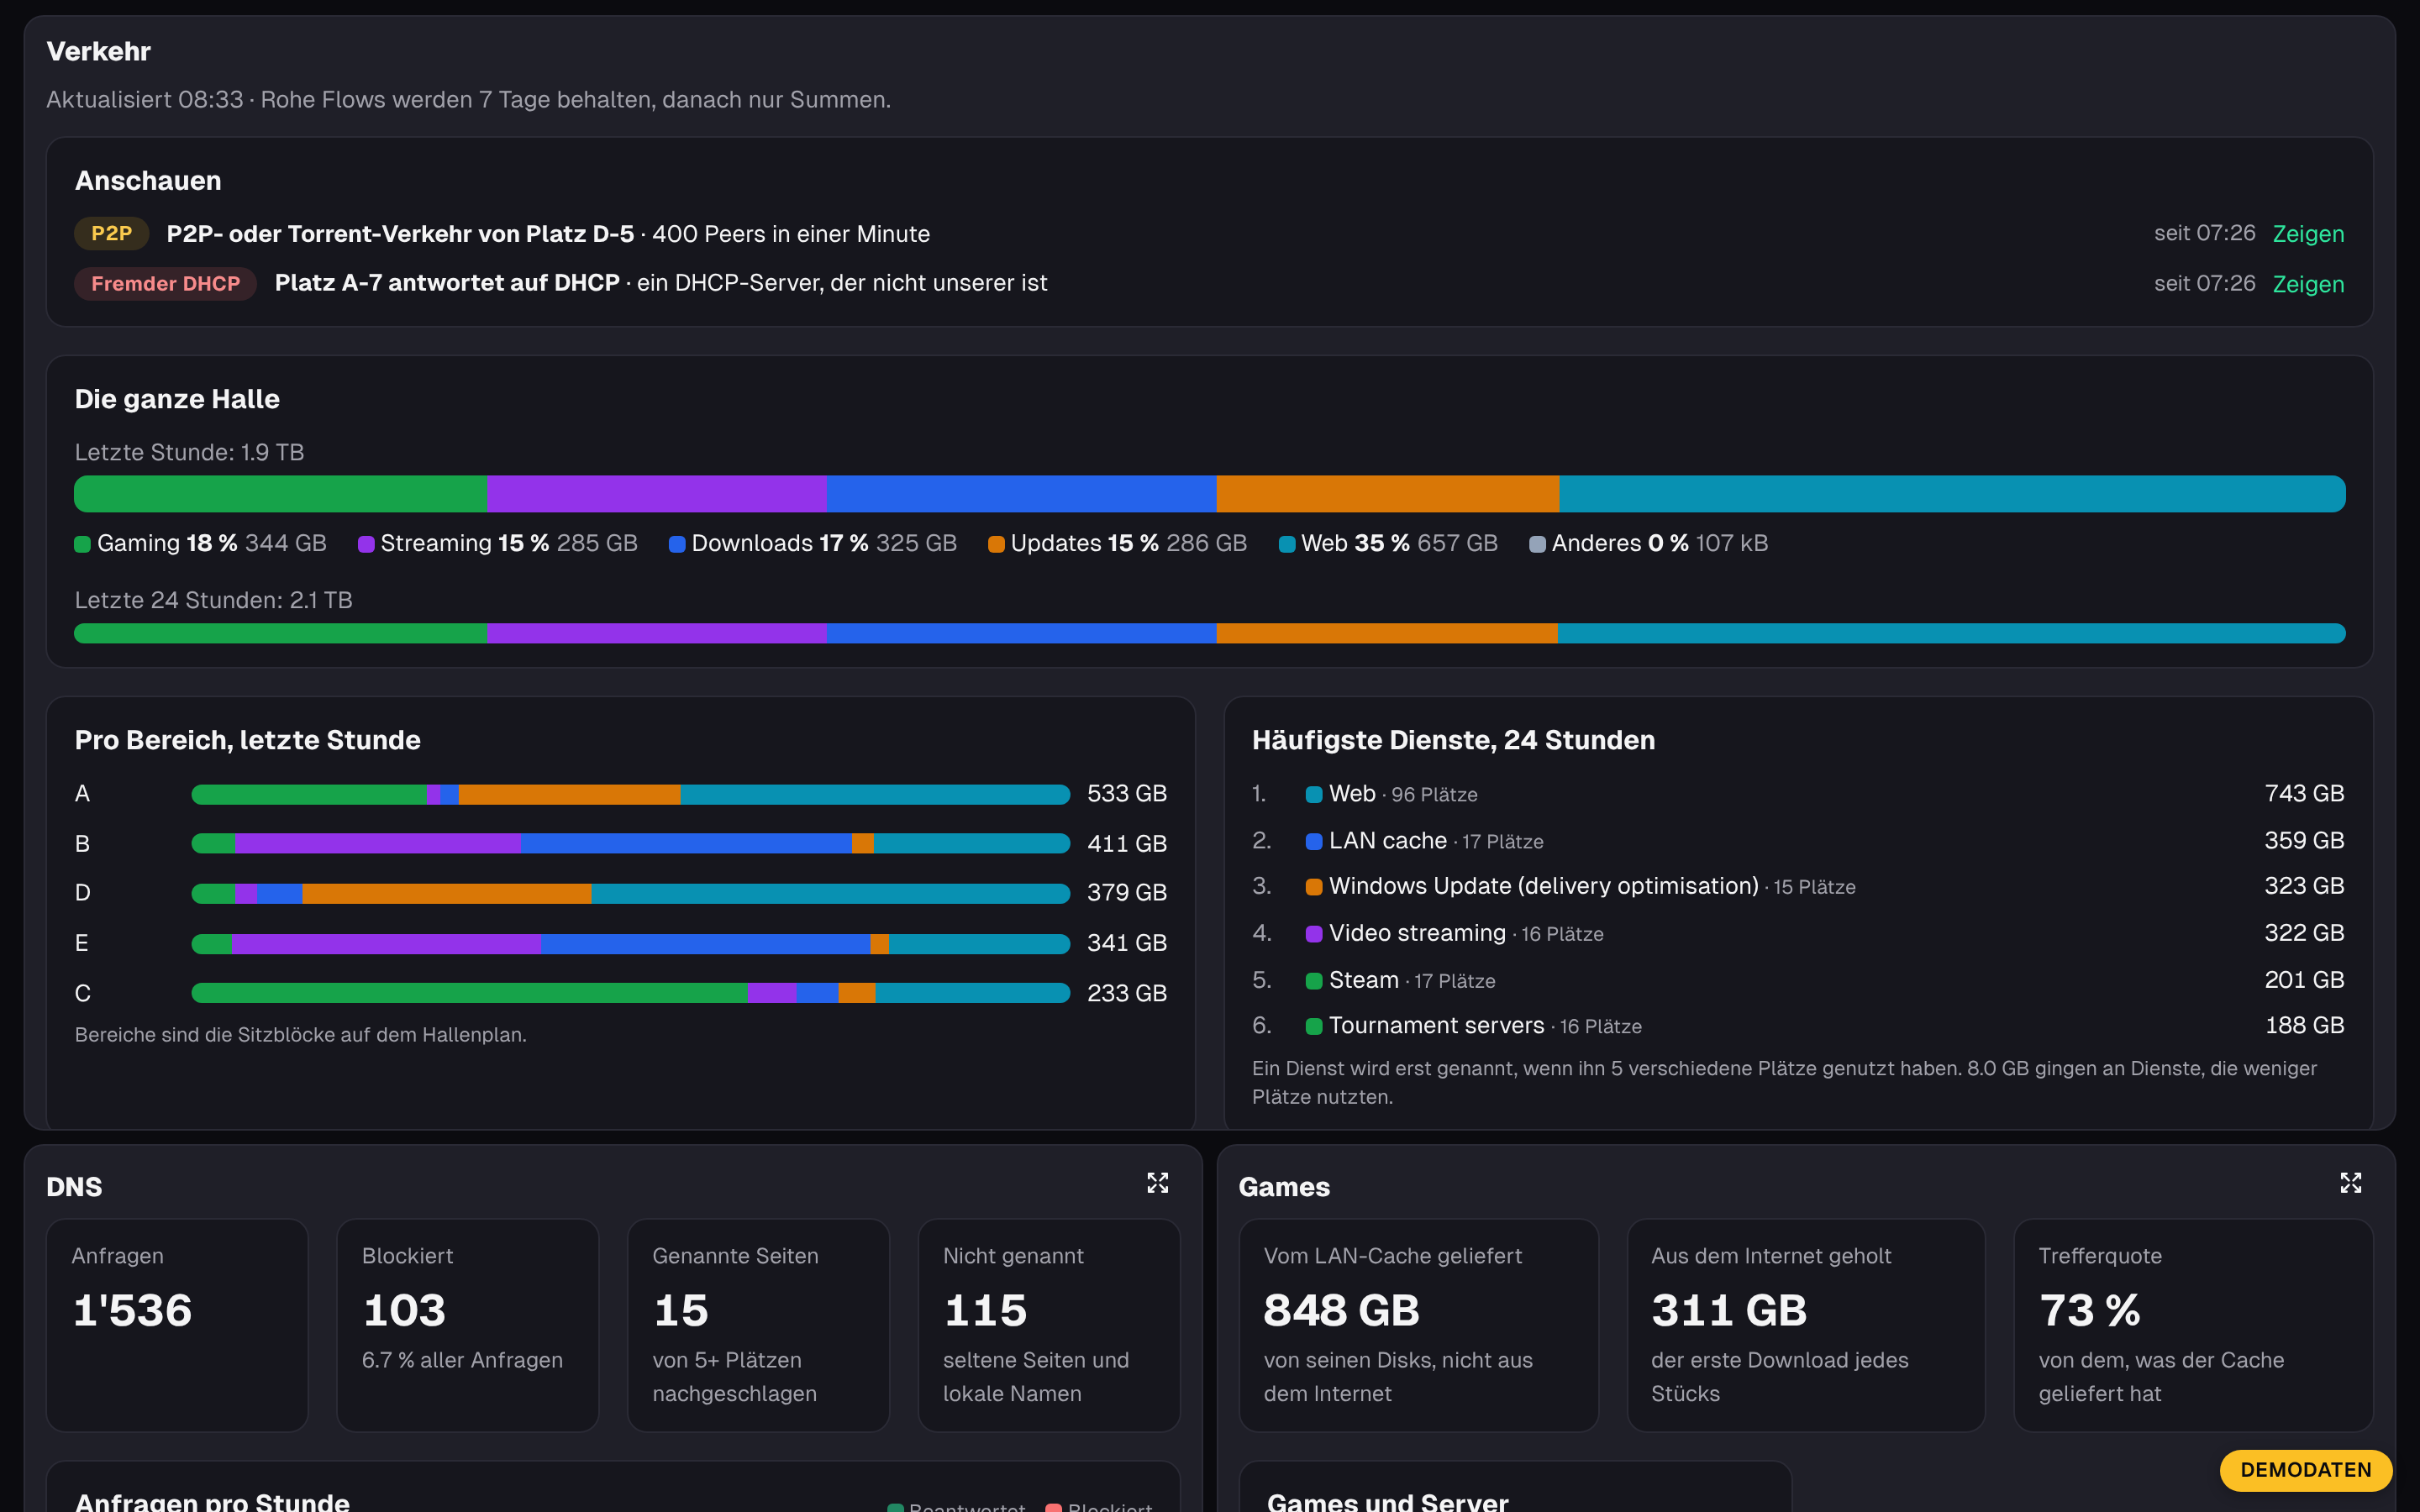 Verkehr
Aktualisiert 08:33 · Rohe Flows werden 7 Tage behalten, danach nur Summen.
Anschauen
P2P P2P- oder Torrent-Verkehr von Platz D-5 · 400 Peers in einer Minute seit 07:26 Zeigen
Fremder DHCP Platz A-7 antwortet auf DHCP · ein DHCP-Server, der nicht unserer ist seit 07:26 Zeigen
Die ganze Halle
Letzte Stunde: 1.9 TB
Gaming 18 % 344 GB Streaming 15 % 285 GB Downloads 17 % 325 GB Updates 15 % 286 GB Web 35 % 657 GB Anderes 0 % 107 kB
Letzte 24 Stunden: 2.1 TB
Pro Bereich, letzte Stunde
A 533 GB
B 411 GB
D 379 GB
E 341 GB
C 233 GB
Bereiche sind die Sitzblöcke auf dem Hallenplan.
Häufigste Dienste, 24 Stunden
1. Web · 96 Plätze 743 GB
2. LAN cache · 17 Plätze 359 GB
3. Windows Update (delivery optimisation) · 15 Plätze 323 GB
4. Video streaming · 16 Plätze 322 GB
5. Steam · 17 Plätze 201 GB
6. Tournament servers · 16 Plätze 188 GB
Ein Dienst wird erst genannt, wenn ihn 5 verschiedene Plätze genutzt haben. 8.0 GB gingen an Dienste, die weniger
Plätze nutzten.
DNS
Anfragen
1'536
Blockiert
103
6.7 % aller Anfragen
Genannte Seiten
15
von 5+ Plätzen
nachgeschlagen
Nicht genannt
115
seltene Seiten und
lokale Namen
Anfragen pro Stunde Beantwortet Blockiert
Games
Vom LAN-Cache geliefert
848 GB
von seinen Disks, nicht aus
dem Internet
Aus dem Internet geholt
311 GB
der erste Download jedes
Stücks
Trefferquote
73 %
von dem, was der Cache
geliefert hat
Games und Server
DEMODATEN